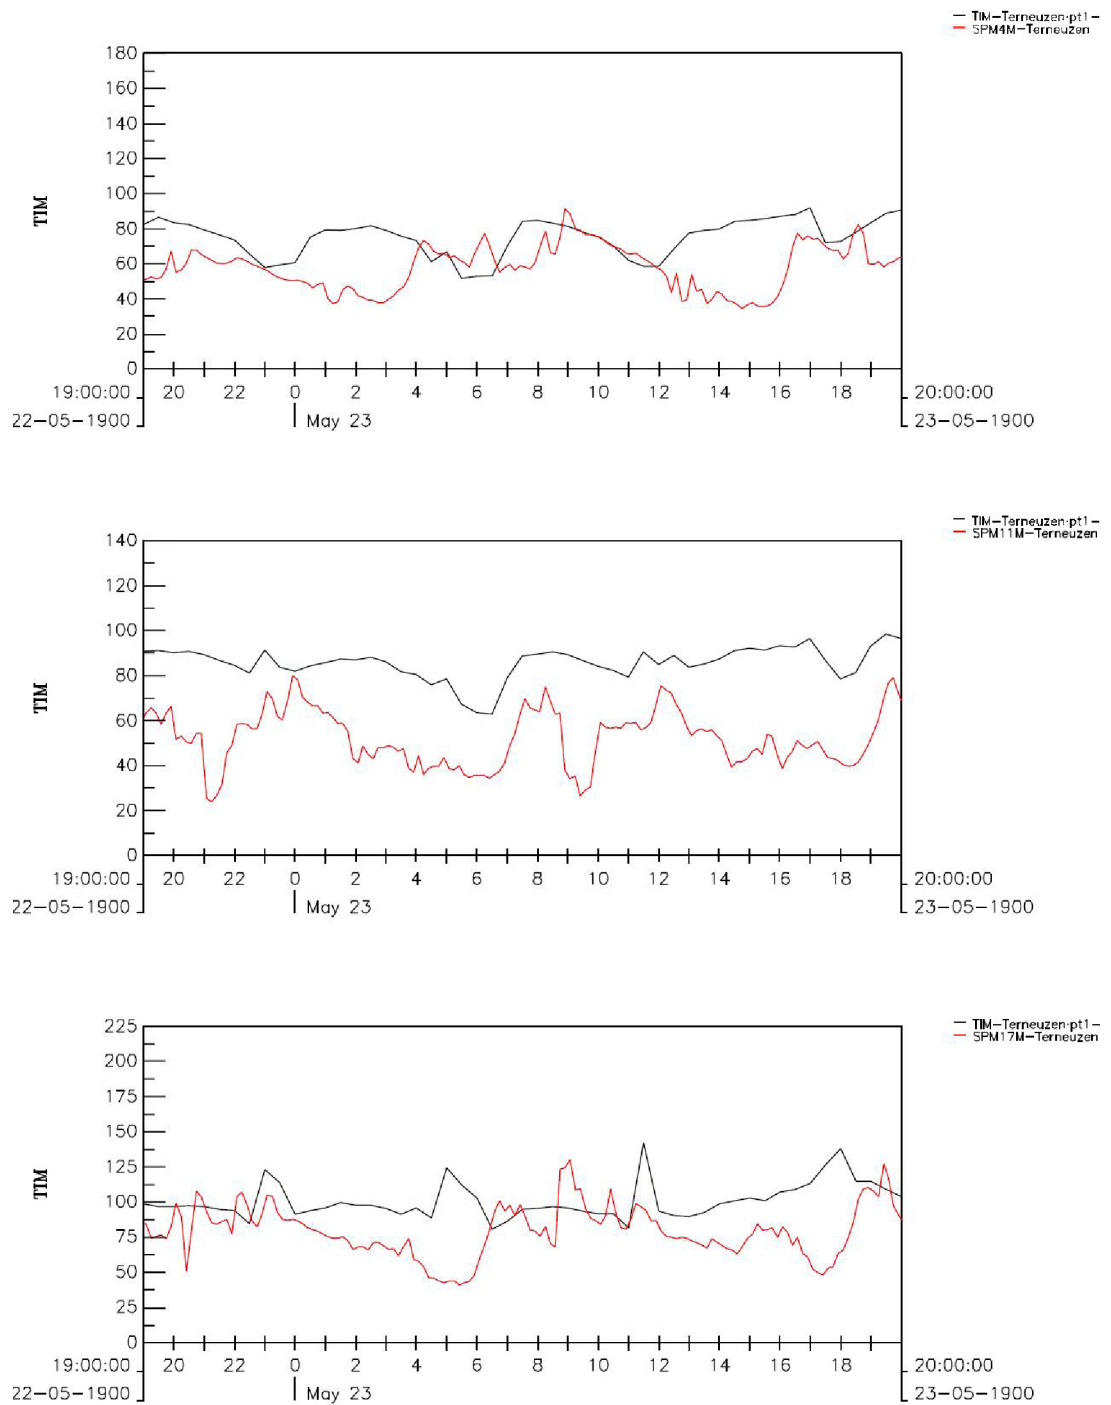 TIM-Terneuzen-pt1-
SPM4M-Terneuzen
180
160
140
120
100
80
60
40
20
0
TIM
20 22 0 2 4 6 8 10 12 14 16 18
19:00:00 20:00:00
22-05-1900 May 23 23-05-1900
TIM-Terneuzen-pt1-
SPM11M-Terneuzen
140
120
100
80
60
40
20
0
TIM
20 22 0 2 4 6 8 10 12 14 16 18
19:00:00 20:00:00
22-05-1900 May 23 23-05-1900
TIM-Terneuzen-pt1-
SPM17M-Terneuzen
225
200
175
150
125
100
75
50
25
0
TIM
20 22 0 2 4 6 8 10 12 14 16 18
19:00:00 20:00:00
22-05-1900 May 23 23-05-1900